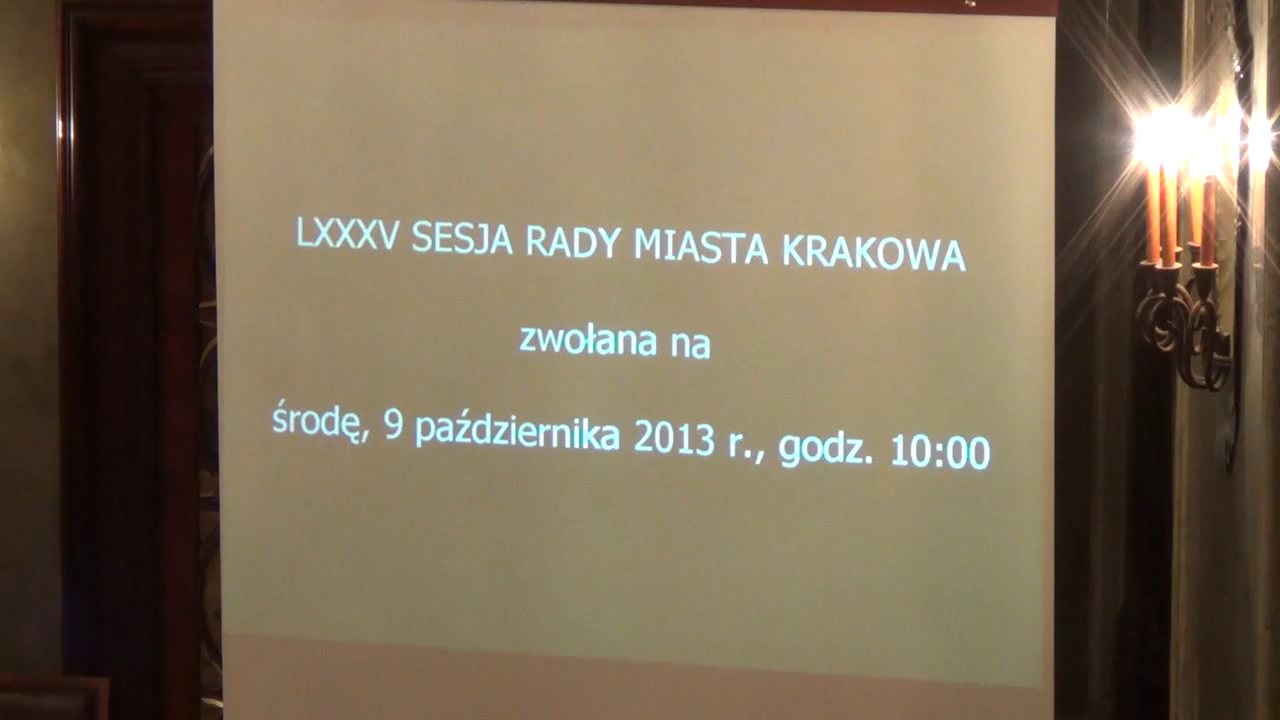 LXXXV SESJA RADY MIASTA KRAKOWA
zwołana na
środę, 9 października 2013 r., godz. 10:00